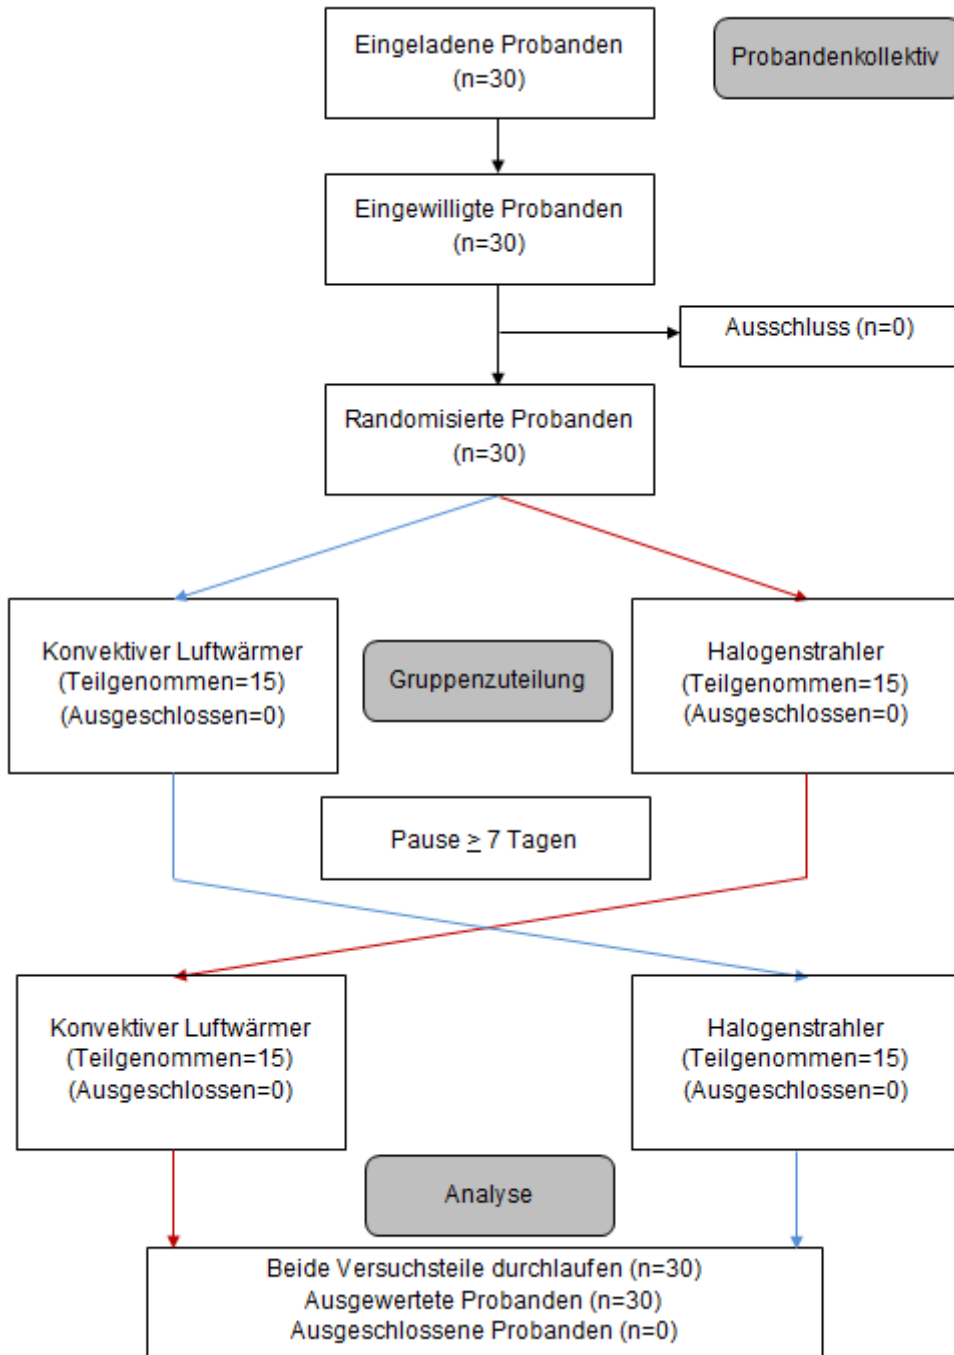 Eingeladene Probanden
(n=30)
Probandenkollektiv
Eingewilligte Probanden
(n=30)
Ausschluss (n=0)
Randomisierte Probanden
(n=30)
Konvektiver Luftwärmer
(Teilgenommen=15)
(Ausgeschlossen=0)
Gruppenzuteilung
Halogenstrahler
(Teilgenommen=15)
(Ausgeschlossen=0)
Pause ≥ 7 Tagen
Konvektiver Luftwärmer
(Teilgenommen=15)
(Ausgeschlossen=0)
Halogenstrahler
(Teilgenommen=15)
(Ausgeschlossen=0)
Analyse
Beide Versuchsteile durchlaufen (n=30)
Ausgewertete Probanden (n=30)
Ausgeschlossene Probanden (n=0)